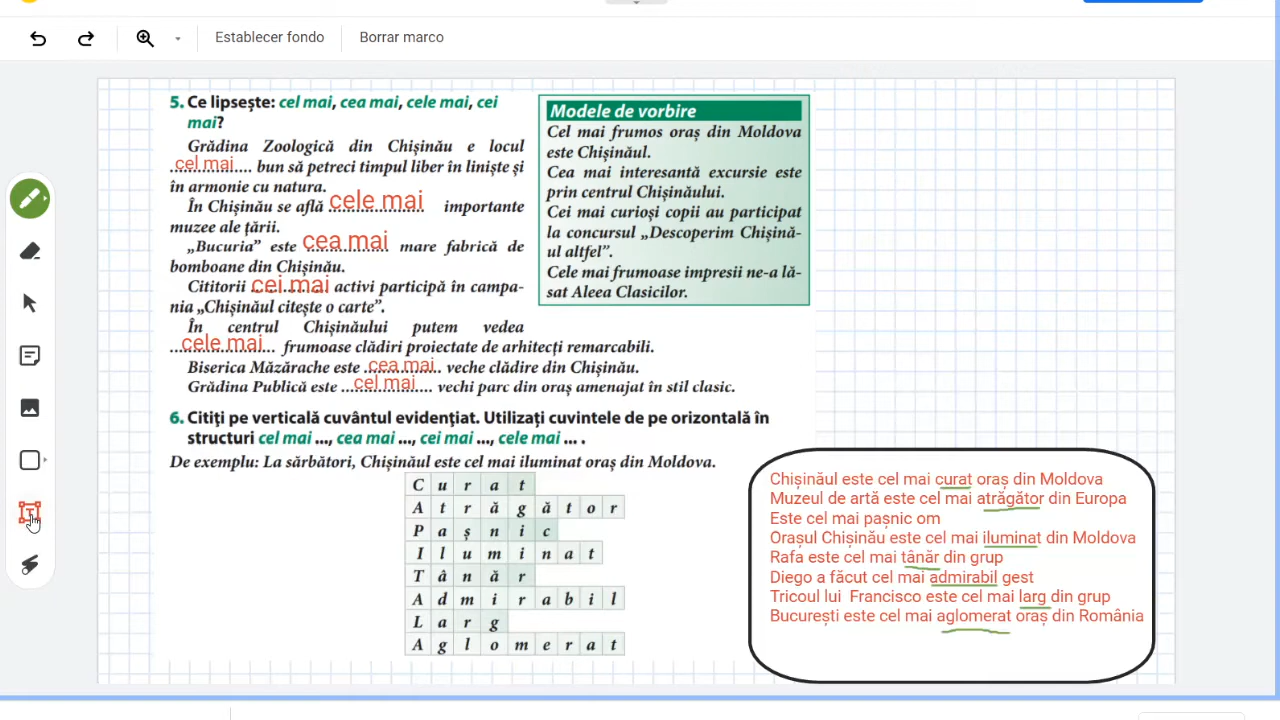 Establecer fondo
Borrar marco
5. Ce lipsește: cel mai, cea mai, cele mai, cei
mai?
Grădina Zoologică din Chișinău e locul
cel mai bun să petreci timpul liber în liniște și
în armonie cu natura.
În Chișinău se află cele mai importante
muzee ale țării.
„Bucuria” este cea mai mare fabrică de
bomboane din Chișinău.
Cititorii cei mai activi participă în campa-
nia „Chișinăul citește o carte”.
În centrul Chișinăului putem vedea
cele mai frumoase clădiri proiectate de arhitecți remarcabili.
Biserica Măzărache este cea mai veche clădire din Chișinău.
Grădina Publică este cel mai vechi parc din oraș amenajat în stil clasic.
Modele de vorbire
Cel mai frumos oraș din Moldova
este Chișinăul.
Cea mai interesantă excursie este
prin centrul Chișinăului.
Cei mai curioși copii au participat
la concursul „Descoperim Chișină-
ul altfel”.
Cele mai frumoase impresii ne-a lă-
sat Aleea Clasicilor.
6. Citiți pe verticală cuvântul evidențiat. Utilizați cuvintele de pe orizontală în
structuri cel mai ..., cea mai ..., cei mai ..., cele mai ... .
De exemplu: La sărbători, Chișinăul este cel mai iluminat oraș din Moldova.
C u r a t
A t r ă g ă t o r
P a ș n i c
I l u m i n a t
T â n ă r
A d m i r a b i l
L a r g
A g l o m e r a t
Chișinăul este cel mai curat oraș din Moldova
Muzeul de artă este cel mai atrăgător din Europa
Este cel mai pașnic om
Orașul Chișinău este cel mai iluminat din Moldova
Rafa este cel mai tânăr din grup
Diego a făcut cel mai admirabil gest
Tricoul lui Francisco este cel mai larg din grup
București este cel mai aglomerat oraș din România